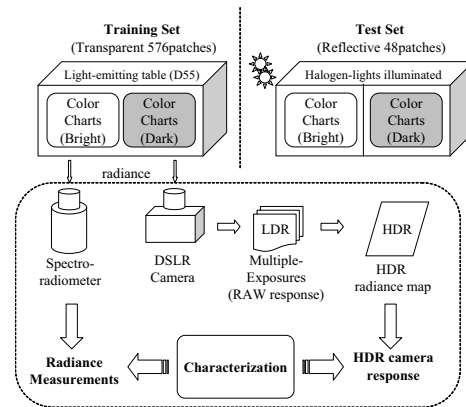 Training Set
(Transparent 576patches)
Test Set
(Reflective 48patches)
Light-emitting table (D55)
Color
Charts
(Bright)
Color
Charts
(Dark)
Halogen-lights illuminated
Color
Charts
(Bright)
Color
Charts
(Dark)
radiance
Spectro-
radiometer
DSLR
Camera
LDR
Multiple-
Exposures
(RAW response)
HDR
HDR
radiance map
Radiance
Measurements
Characterization
HDR camera
response